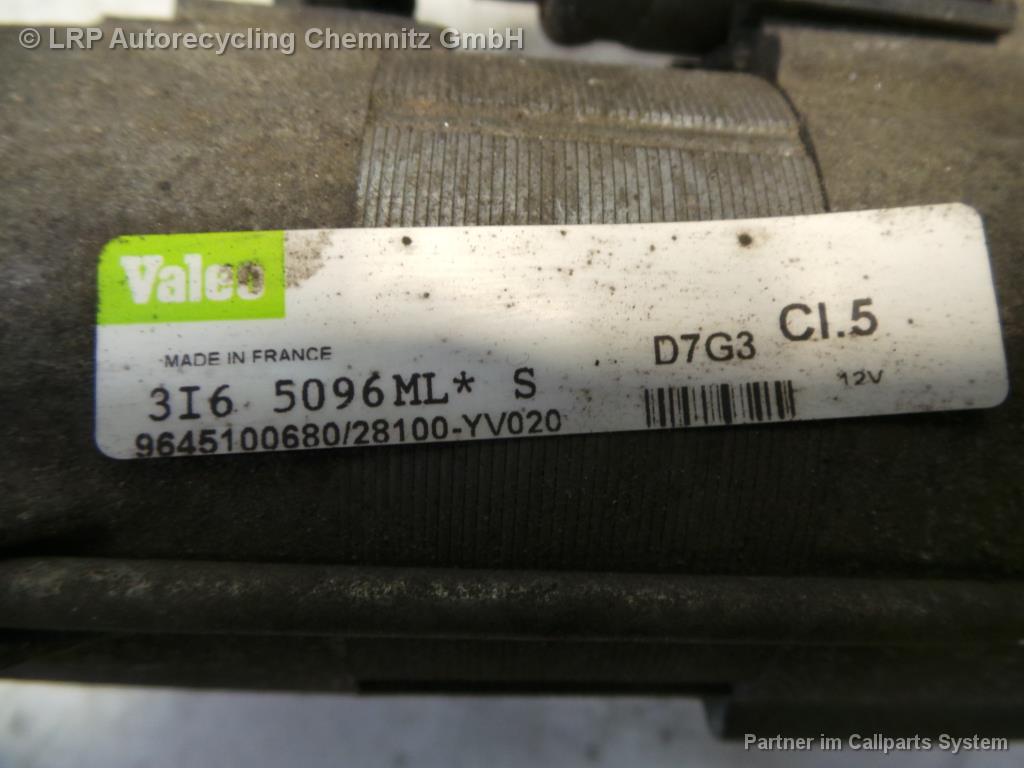 © LRP Autorecycling Chemnitz GmbH
Valeo
MADE IN FRANCE
D7G3 Cl.5
3I6 5096ML* S
12V
9645100680/28100-YV020
Partner im Callparts System